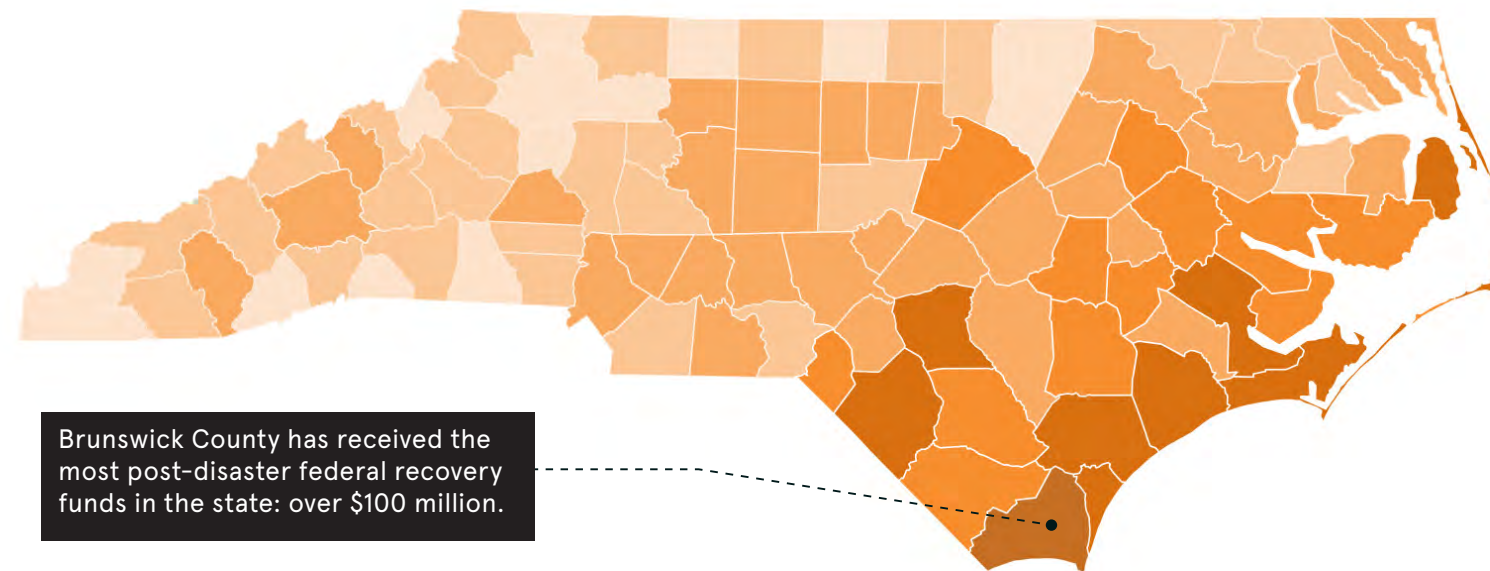 Brunswick County has received the
most post-disaster federal recovery
funds in the state: over $100 million.